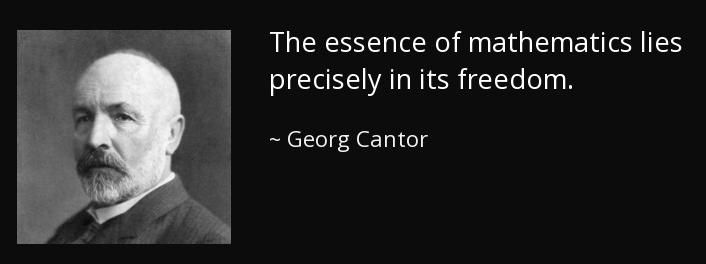 The essence of mathematics lies
precisely in its freedom.
~ Georg Cantor